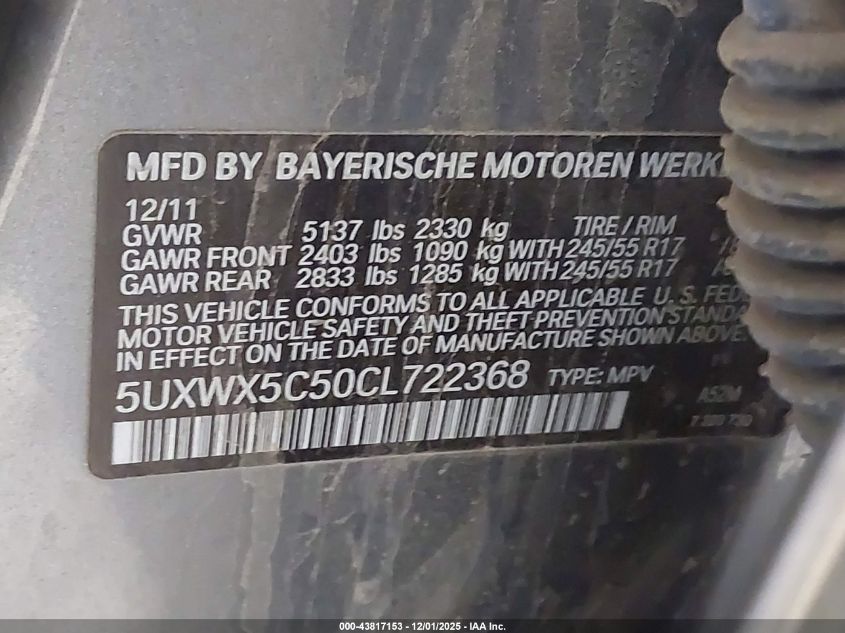 MFD BY BAYERISCHE MOTOREN WERK
12/11
GVWR 5137 lbs 2330 kg TIRE / RIM
GAWR FRONT 2403 lbs 1090 kg WITH 245/55 R17
GAWR REAR 2833 lbs 1285 kg WITH 245/55 R17
THIS VEHICLE CONFORMS TO ALL APPLICABLE U. S. FED
MOTOR VEHICLE SAFETY AND THEFT PREVENTION STANDA
IN EFFECT ON THE DATE OF MANUFACTURE SHOWN ABOVE.
5UXWX5C50CL722368 TYPE: MPV
A52M
000-43817153 - 12/01/2025 - IAA Inc.